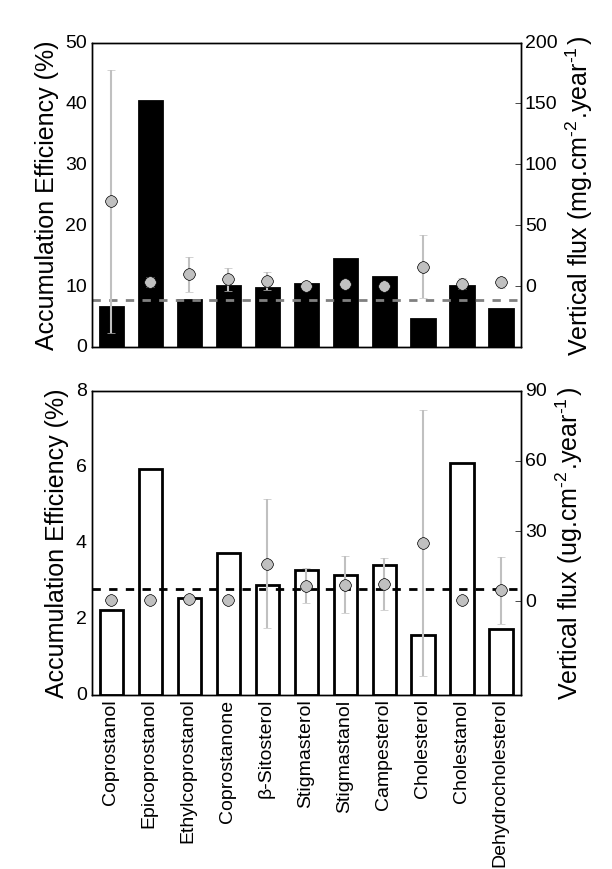 50
40
30
20
10
0
Accumulation Efficiency (%)
200
150
100
50
0
Vertical flux (mg.cm⁻².year⁻¹)
8
6
4
2
0
Accumulation Efficiency (%)
90
60
30
0
Vertical flux (ug.cm⁻².year⁻¹)
Coprostanol
Epicoprostanol
Ethylcoprostanol
Coprostanone
β-Sitosterol
Stigmasterol
Stigmastanol
Campesterol
Cholesterol
Cholestanol
Dehydrocholesterol